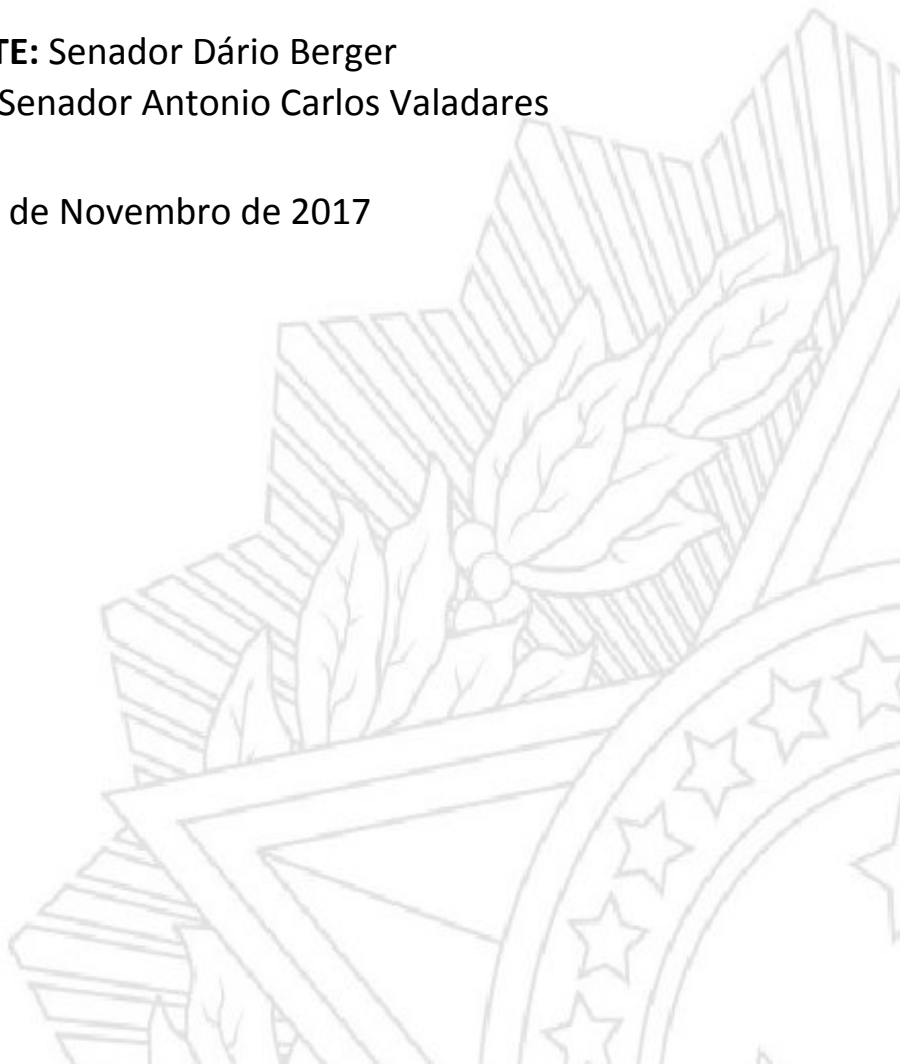 TE: Senador Dário Berger
Senador Antonio Carlos Valadares
de Novembro de 2017